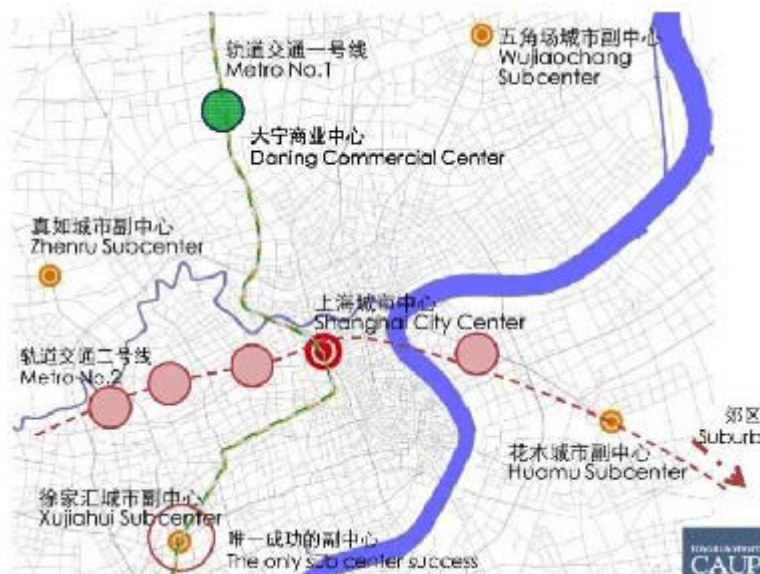 轨道交通一号线
Metro No.1
五角场城市副中心
Wujiaochang
Subcenter
大宁商业中心
Daning Commercial Center
真如城市副中心
Zhenru Subcenter
上海城市中心
Shanghai City Center
轨道交通二号线
Metro No.2
郊区
Suburb
花木城市副中心
Huamu Subcenter
徐家汇城市副中心
Xujiahui Subcenter
唯一成功的副中心
The only sub center success
CAUP